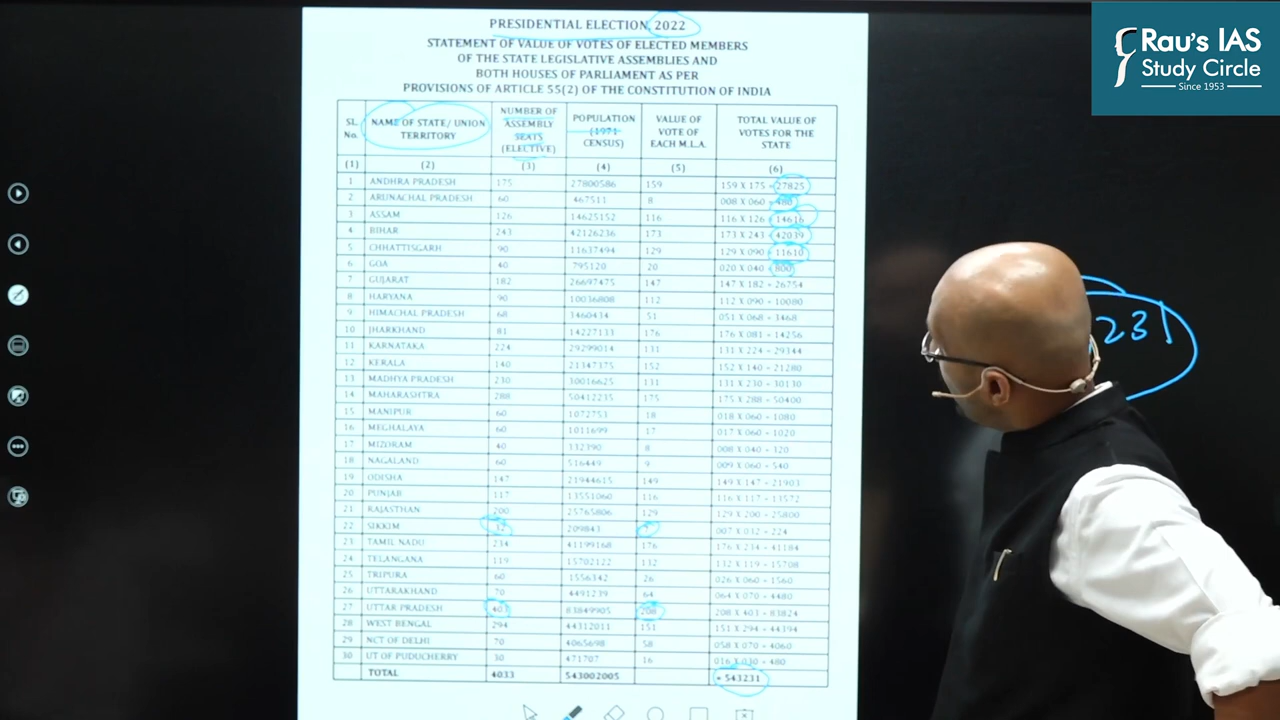 Rau's IAS
Study Circle
Since 1953
PRESIDENTIAL ELECTION, 2022
STATEMENT OF VALUE OF VOTES OF ELECTED MEMBERS
OF THE STATE LEGISLATIVE ASSEMBLIES AND
BOTH HOUSES OF PARLIAMENT AS PER
PROVISIONS OF ARTICLE 55(2) OF THE CONSTITUTION OF INDIA
SL. No. NAME OF STATE/ UNION TERRITORY NUMBER OF ASSEMBLY SEATS (ELECTIVE) POPULATION (1971 CENSUS) VALUE OF VOTE OF EACH M.L.A. TOTAL VALUE OF VOTES FOR THE STATE
(1) (2) (3) (4) (5) (6)
1 ANDHRA PRADESH 175 27800586 159 159 X 175 = 27825
2 ARUNACHAL PRADESH 60 467511 8 008 X 060 = 480
3 ASSAM 126 14625152 116 116 X 126 = 14616
4 BIHAR 243 42126236 173 173 X 243 = 42039
5 CHHATTISGARH 90 11637494 129 129 X 090 = 11610
6 GOA 40 795120 20 020 X 040 = 800
7 GUJARAT 182 26697475 147 147 X 182 = 26754
8 HARYANA 90 10036808 112 112 X 090 = 10080
9 HIMACHAL PRADESH 68 3460434 51 051 X 068 = 3468
10 JHARKHAND 81 14227133 176 176 X 081 = 14256
11 KARNATAKA 224 29299014 131 131 X 224 = 29344
12 KERALA 140 21347375 152 152 X 140 = 21280
13 MADHYA PRADESH 230 30016625 131 131 X 230 = 30130
14 MAHARASHTRA 288 50412235 175 175 X 288 = 50400
15 MANIPUR 60 1072753 18 018 X 060 = 1080
16 MEGHALAYA 60 1011699 17 017 X 060 = 1020
17 MIZORAM 40 332390 8 008 X 040 = 320
18 NAGALAND 60 516449 9 009 X 060 = 540
19 ODISHA 147 21944615 149 149 X 147 = 21903
20 PUNJAB 117 13551060 116 116 X 117 = 13572
21 RAJASTHAN 200 25765806 129 129 X 200 = 25800
22 SIKKIM 32 209843 7 007 X 032 = 224
23 TAMIL NADU 234 41199168 176 176 X 234 = 41184
24 TELANGANA 119 15702122 132 132 X 119 = 15708
25 TRIPURA 60 1556342 26 026 X 060 = 1560
26 UTTARAKHAND 70 4491239 64 064 X 070 = 4480
27 UTTAR PRADESH 403 83849905 208 208 X 403 = 83824
28 WEST BENGAL 294 44312011 151 151 X 294 = 44394
29 NCT OF DELHI 70 4065698 58 058 X 070 = 4060
30 UT OF PUDUCHERRY 30 471707 16 016 X 030 = 480
TOTAL 4033 543002005 = 543231
231